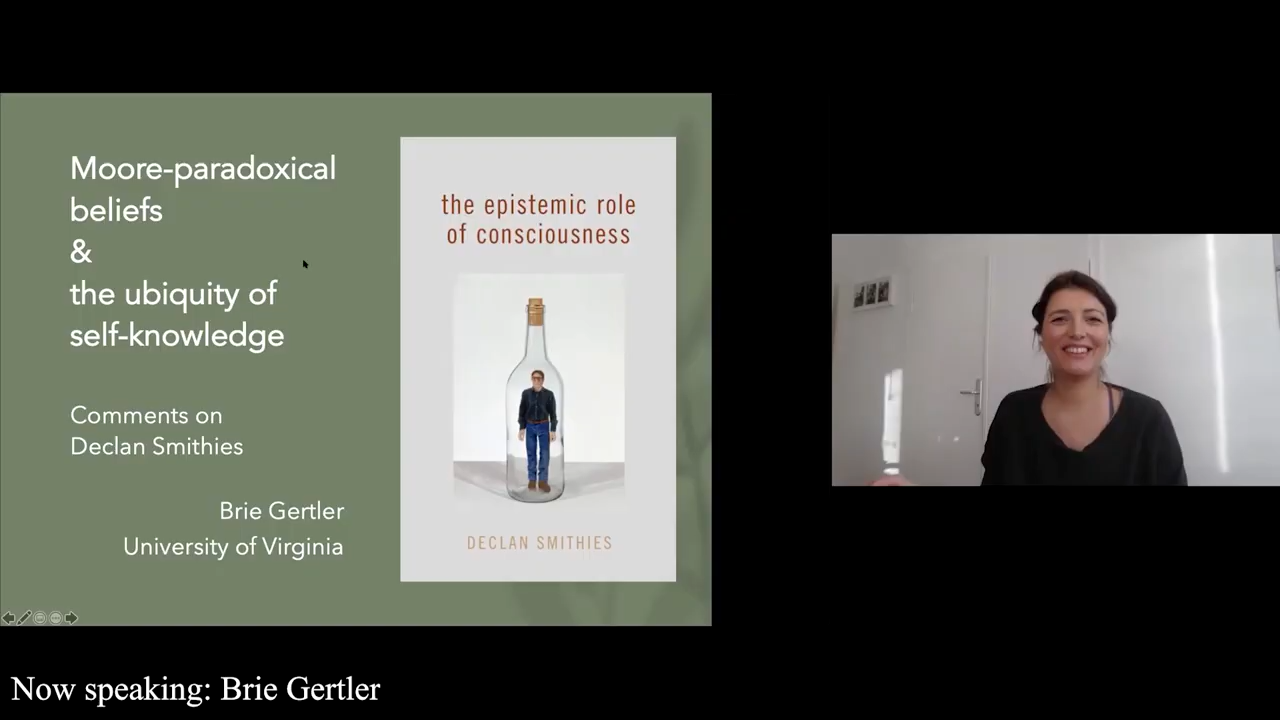 Moore-paradoxical
beliefs
&
the ubiquity of
self-knowledge
Comments on
Declan Smithies
Brie Gertler
University of Virginia
the epistemic role
of consciousness
DECLAN SMITHIES
Now speaking: Brie Gertler